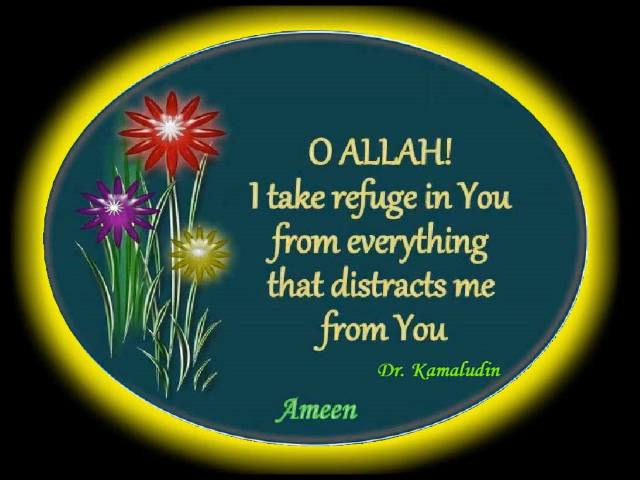 O ALLAH!
I take refuge in You
from everything
that distracts me
from You
Dr. Kamaludin
Ameen